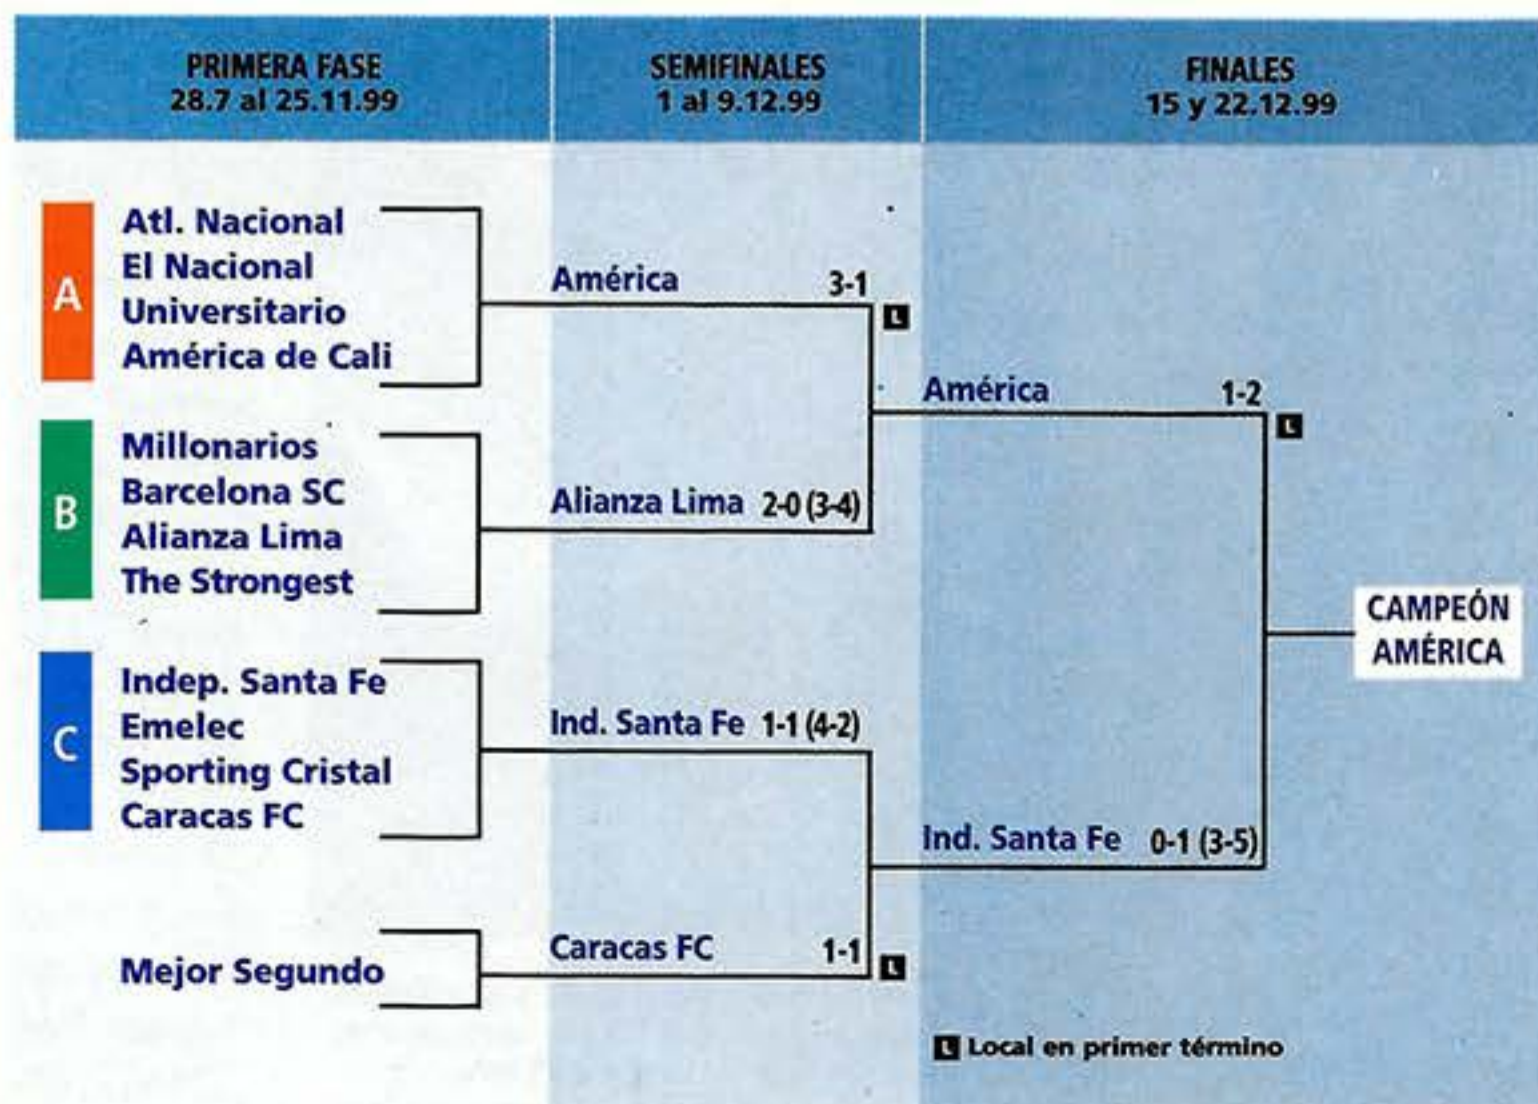 PRIMERA FASE
28.7 al 25.11.99
SEMIFINALES
1 al 9.12.99
FINALES
15 y 22.12.99
A
Atl. Nacional
El Nacional
Universitario
América de Cali
B
Millonarios
Barcelona SC
Alianza Lima
The Strongest
C
Indep. Santa Fe
Emelec
Sporting Cristal
Caracas FC
Mejor Segundo
América 3-1
L
Alianza Lima 2-0 (3-4)
Ind. Santa Fe 1-1 (4-2)
Caracas FC 1-1
L
América 1-2
L
Ind. Santa Fe 0-1 (3-5)
CAMPEÓN
AMÉRICA
L Local en primer término